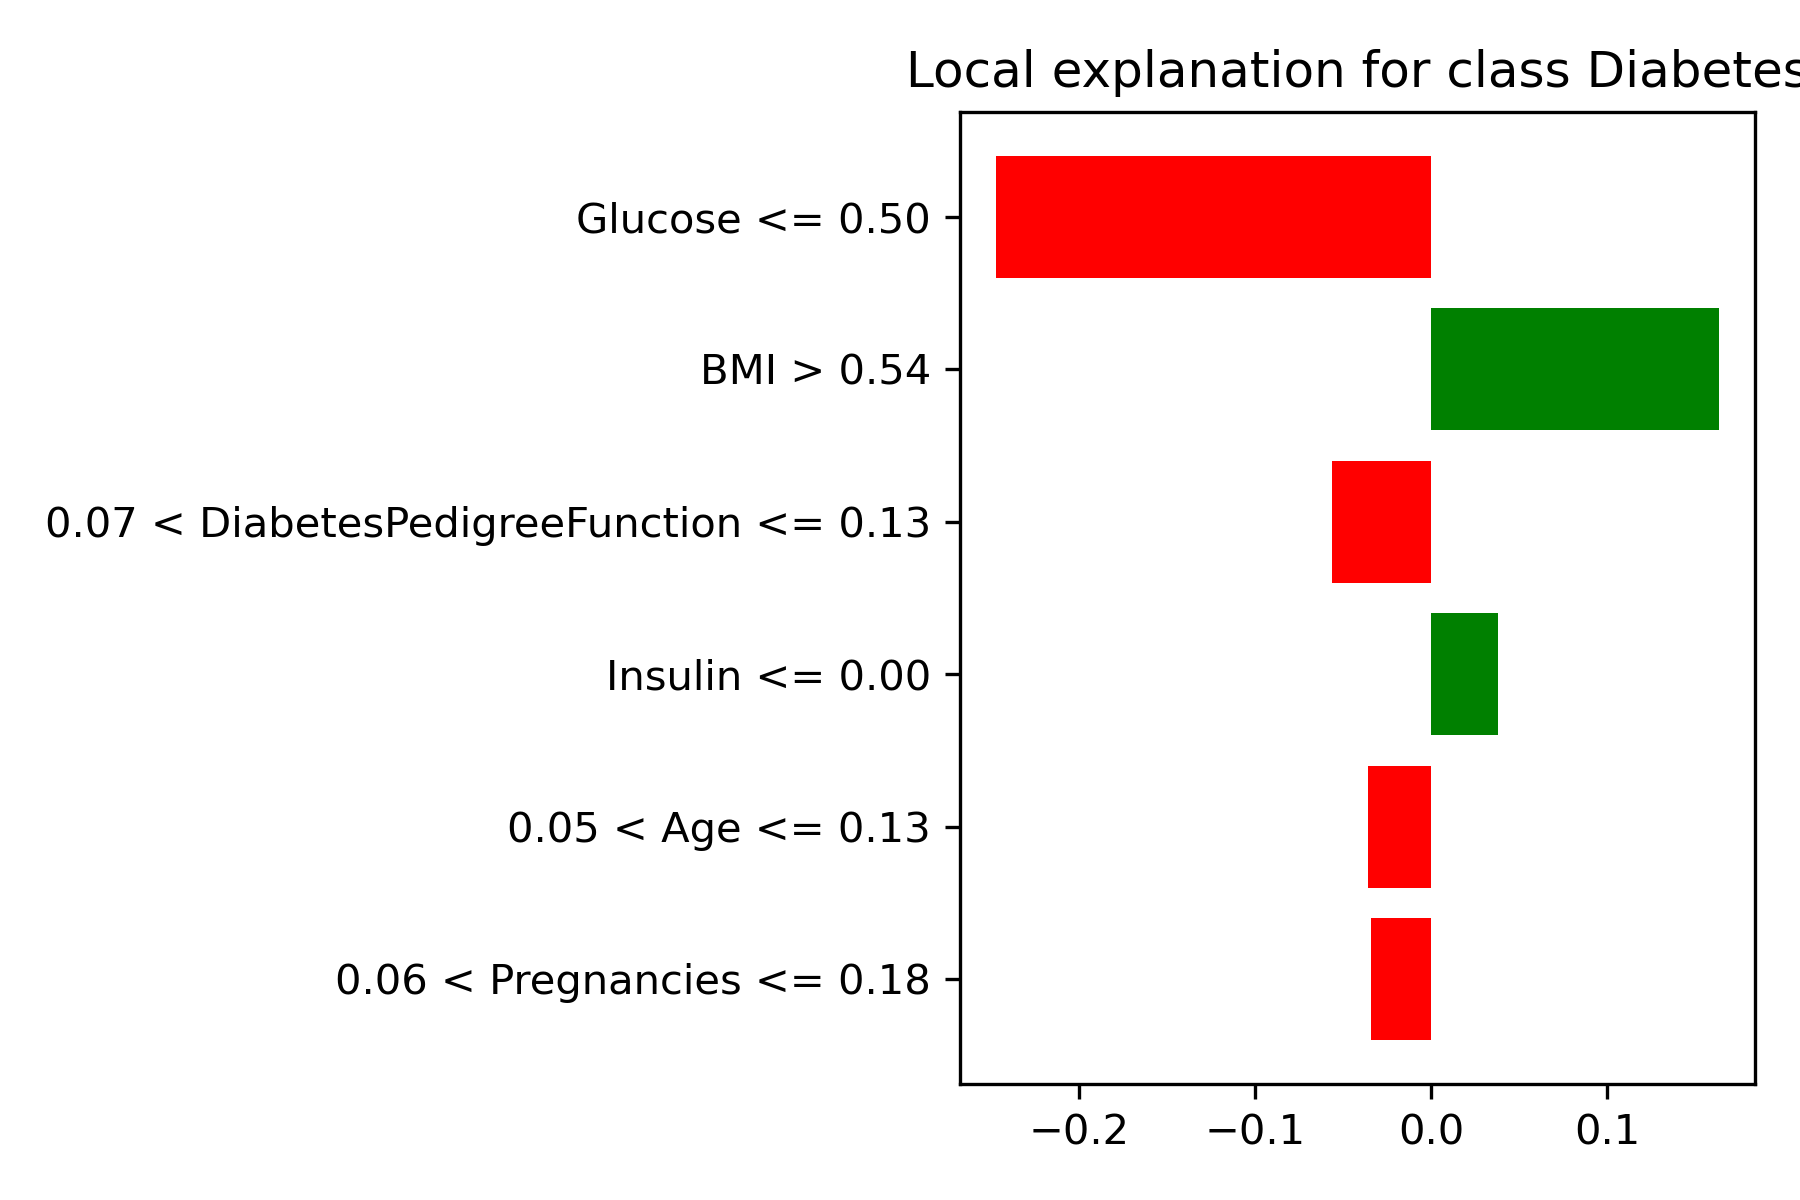 Local explanation for class Diabetes
Glucose <= 0.50
BMI > 0.54
0.07 < DiabetesPedigreeFunction <= 0.13
Insulin <= 0.00
0.05 < Age <= 0.13
0.06 < Pregnancies <= 0.18
−0.2 −0.1 0.0 0.1